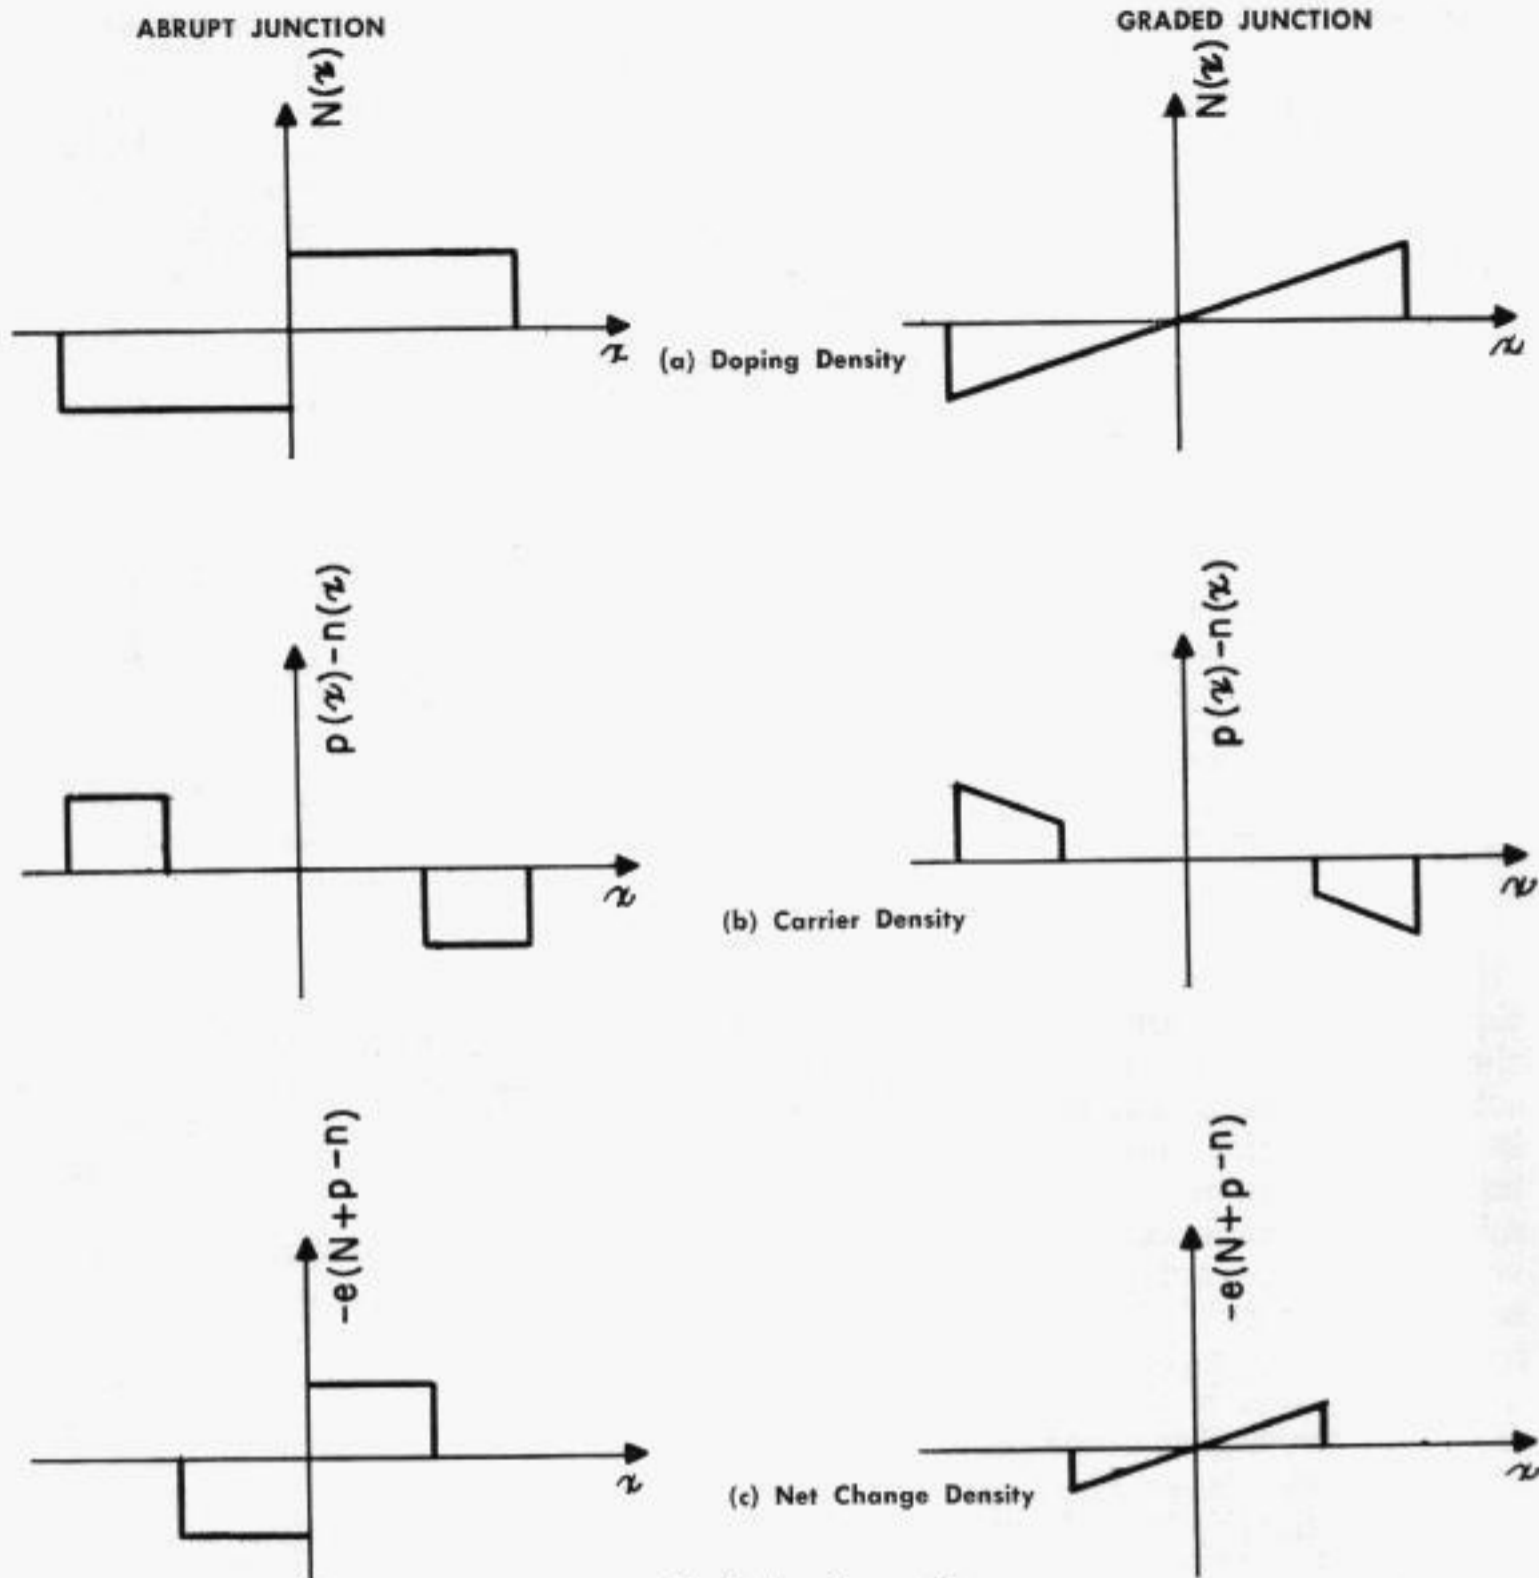 ABRUPT JUNCTION
GRADED JUNCTION
N(x)
N(x)
x
(a) Doping Density
x
p(x)-n(x)
p(x)-n(x)
x
(b) Carrier Density
x
-e(N+p-n)
-e(N+p-n)
x
(c) Net Change Density
x